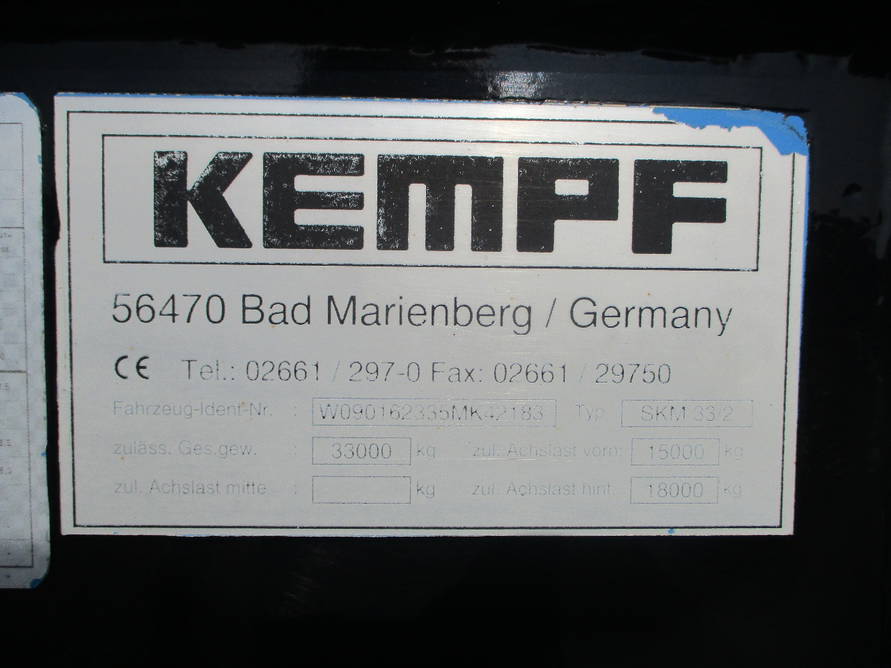 KEMPF
56470 Bad Marienberg / Germany
CE Tel.: 02661 / 297-0 Fax: 02661 / 29750
Fahrzeug-Ident-Nr. : W090162335MK42183 Typ SKM 33/2
zuläss. Ges.gew. : 33000 kg zul. Achslast vorn: 15000 kg
zul. Achslast mitte : kg zul. Achslast hint. 18000 kg